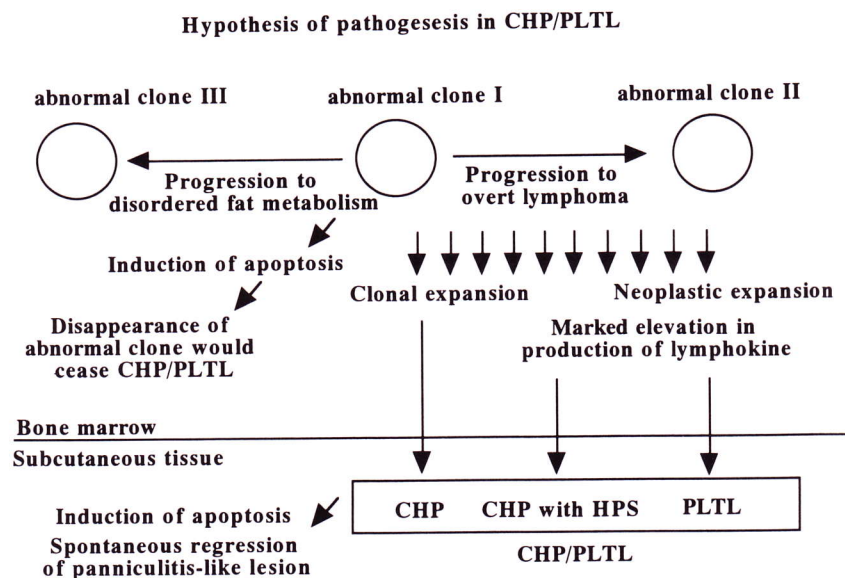 Hypothesis of pathogesesis in CHP/PLTL
abnormal clone III
abnormal clone I
abnormal clone II
Progression to
disordered fat metabolism
Progression to
overt lymphoma
Induction of apoptosis
Clonal expansion
Neoplastic expansion
Disappearance of
abnormal clone would
cease CHP/PLTL
Marked elevation in
production of lymphokine
Bone marrow
Subcutaneous tissue
Induction of apoptosis
Spontaneous regression
of panniculitis-like lesion
CHP
CHP with HPS
PLTL
CHP/PLTL